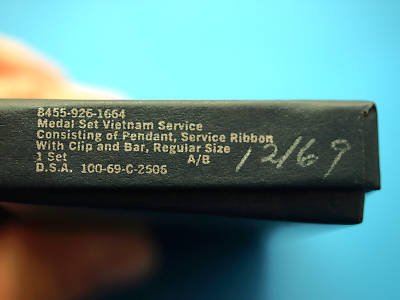 8455-926-1664
Medal Set Vietnam Service
Consisting of Pendant, Service Ribbon
With Clip and Bar, Regular Size
1 Set A/B
D.S.A. 100-69-C-2506
12/69